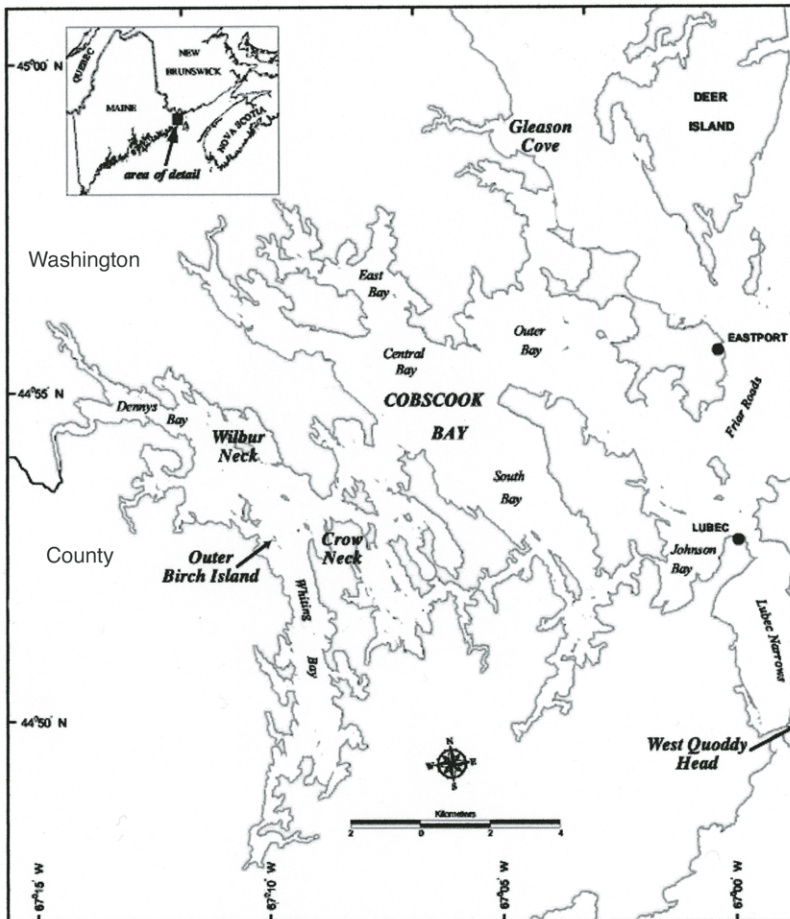 45°00' N
QUEBEC
NEW
BRUNSWICK
MAINE
NOVA SCOTIA
area of detail
DEER
ISLAND
Gleason
Cove
Washington
East
Bay
Outer
Bay
EASTPORT
Central
Bay
44°55' N
COBSCOOK
BAY
Friar Roads
Dennys
Bay
Wilbur
Neck
South
Bay
LUBEC
Johnson
Bay
County
Crow
Neck
Outer
Birch Island
Whiting
Bay
Lubec Narrows
44°50' N
West Quoddy
Head
N
W E
S
Kilometers
2 0 2 4
67°15' W
67°10' W
67°05' W
67°00' W